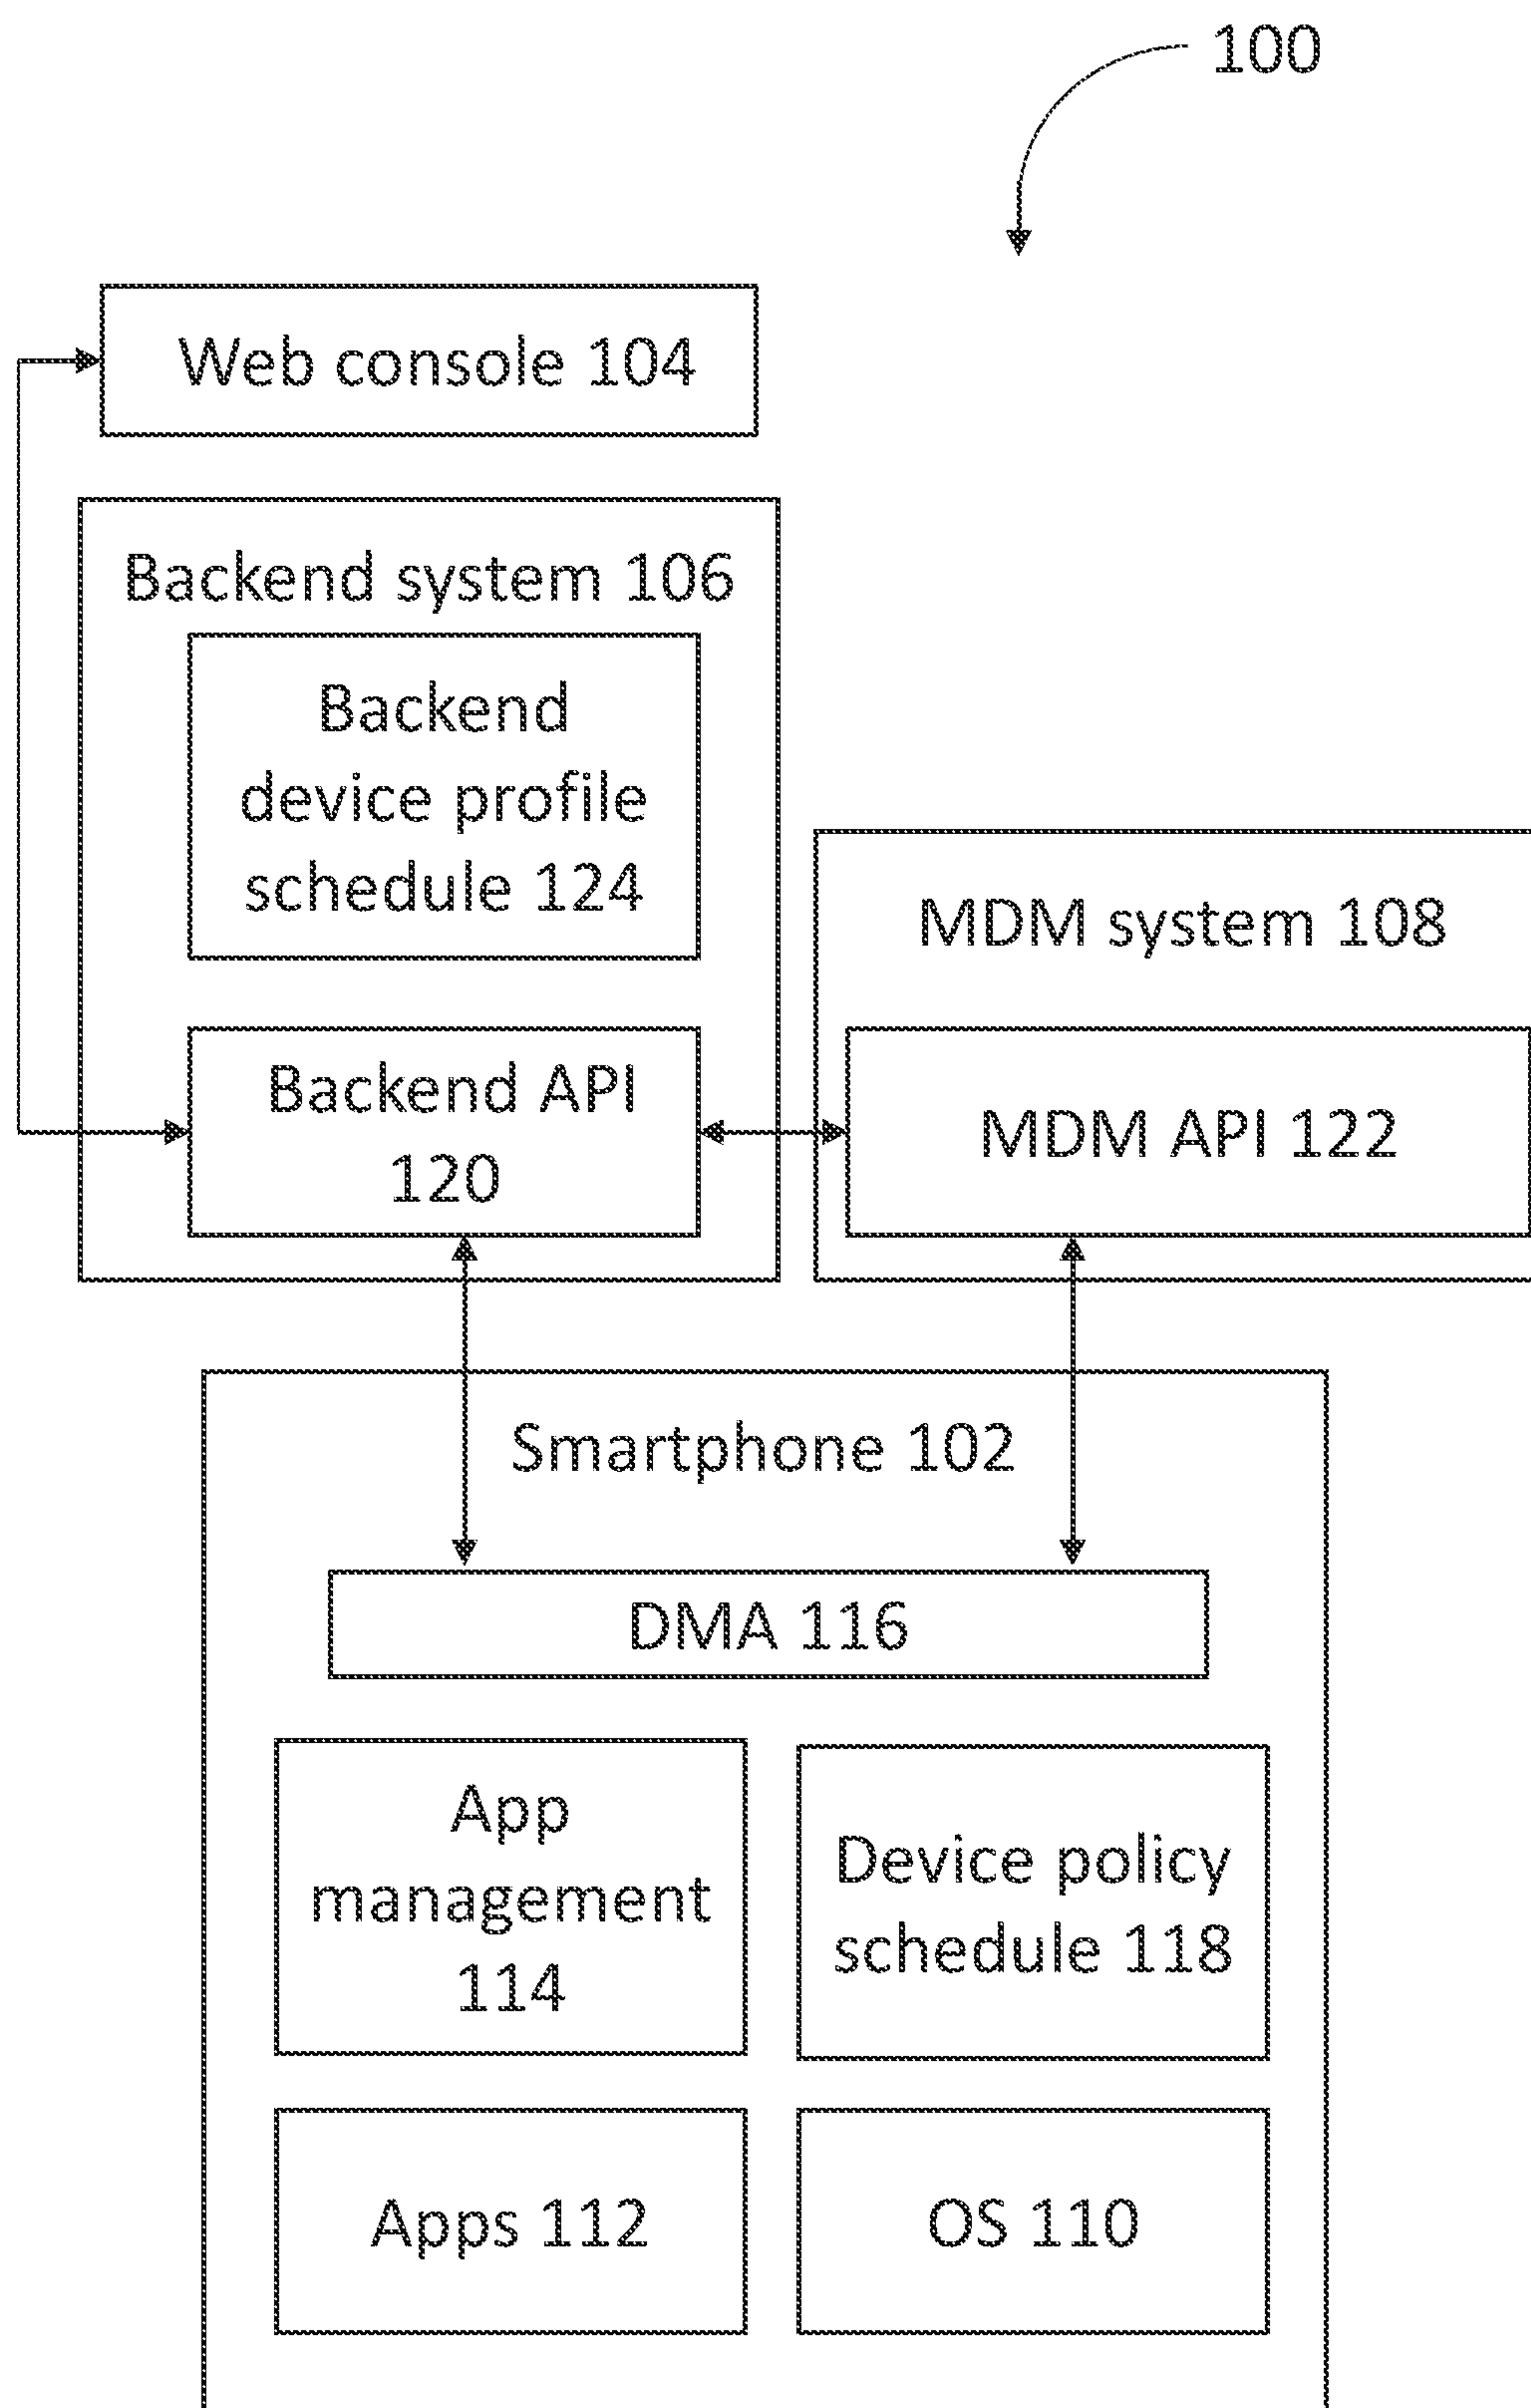 100
Web console 104
Backend system 106
Backend
device profile
schedule 124
Backend API
120
MDM system 108
MDM API 122
Smartphone 102
DMA 116
App
management
114
Device policy
schedule 118
Apps 112
OS 110